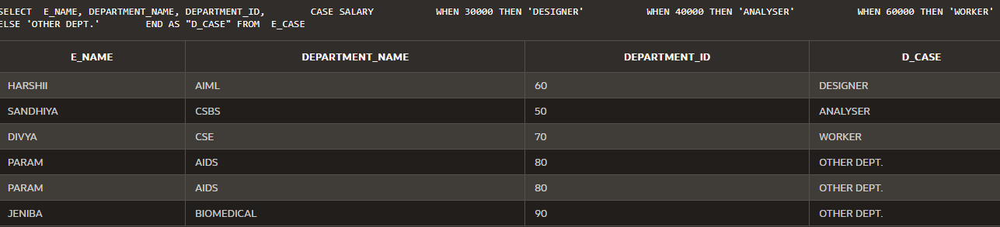 SELECT E_NAME, DEPARTMENT_NAME, DEPARTMENT_ID, CASE SALARY WHEN 30000 THEN 'DESIGNER' WHEN 40000 THEN 'ANALYSER' WHEN 60000 THEN 'WORKER'
ELSE 'OTHER DEPT.' END AS "D_CASE" FROM E_CASE
E_NAME DEPARTMENT_NAME DEPARTMENT_ID D_CASE
HARSHII AIML 60 DESIGNER
SANDHIYA CSBS 50 ANALYSER
DIVYA CSE 70 WORKER
PARAM AIDS 80 OTHER DEPT.
PARAM AIDS 80 OTHER DEPT.
JENIBA BIOMEDICAL 90 OTHER DEPT.